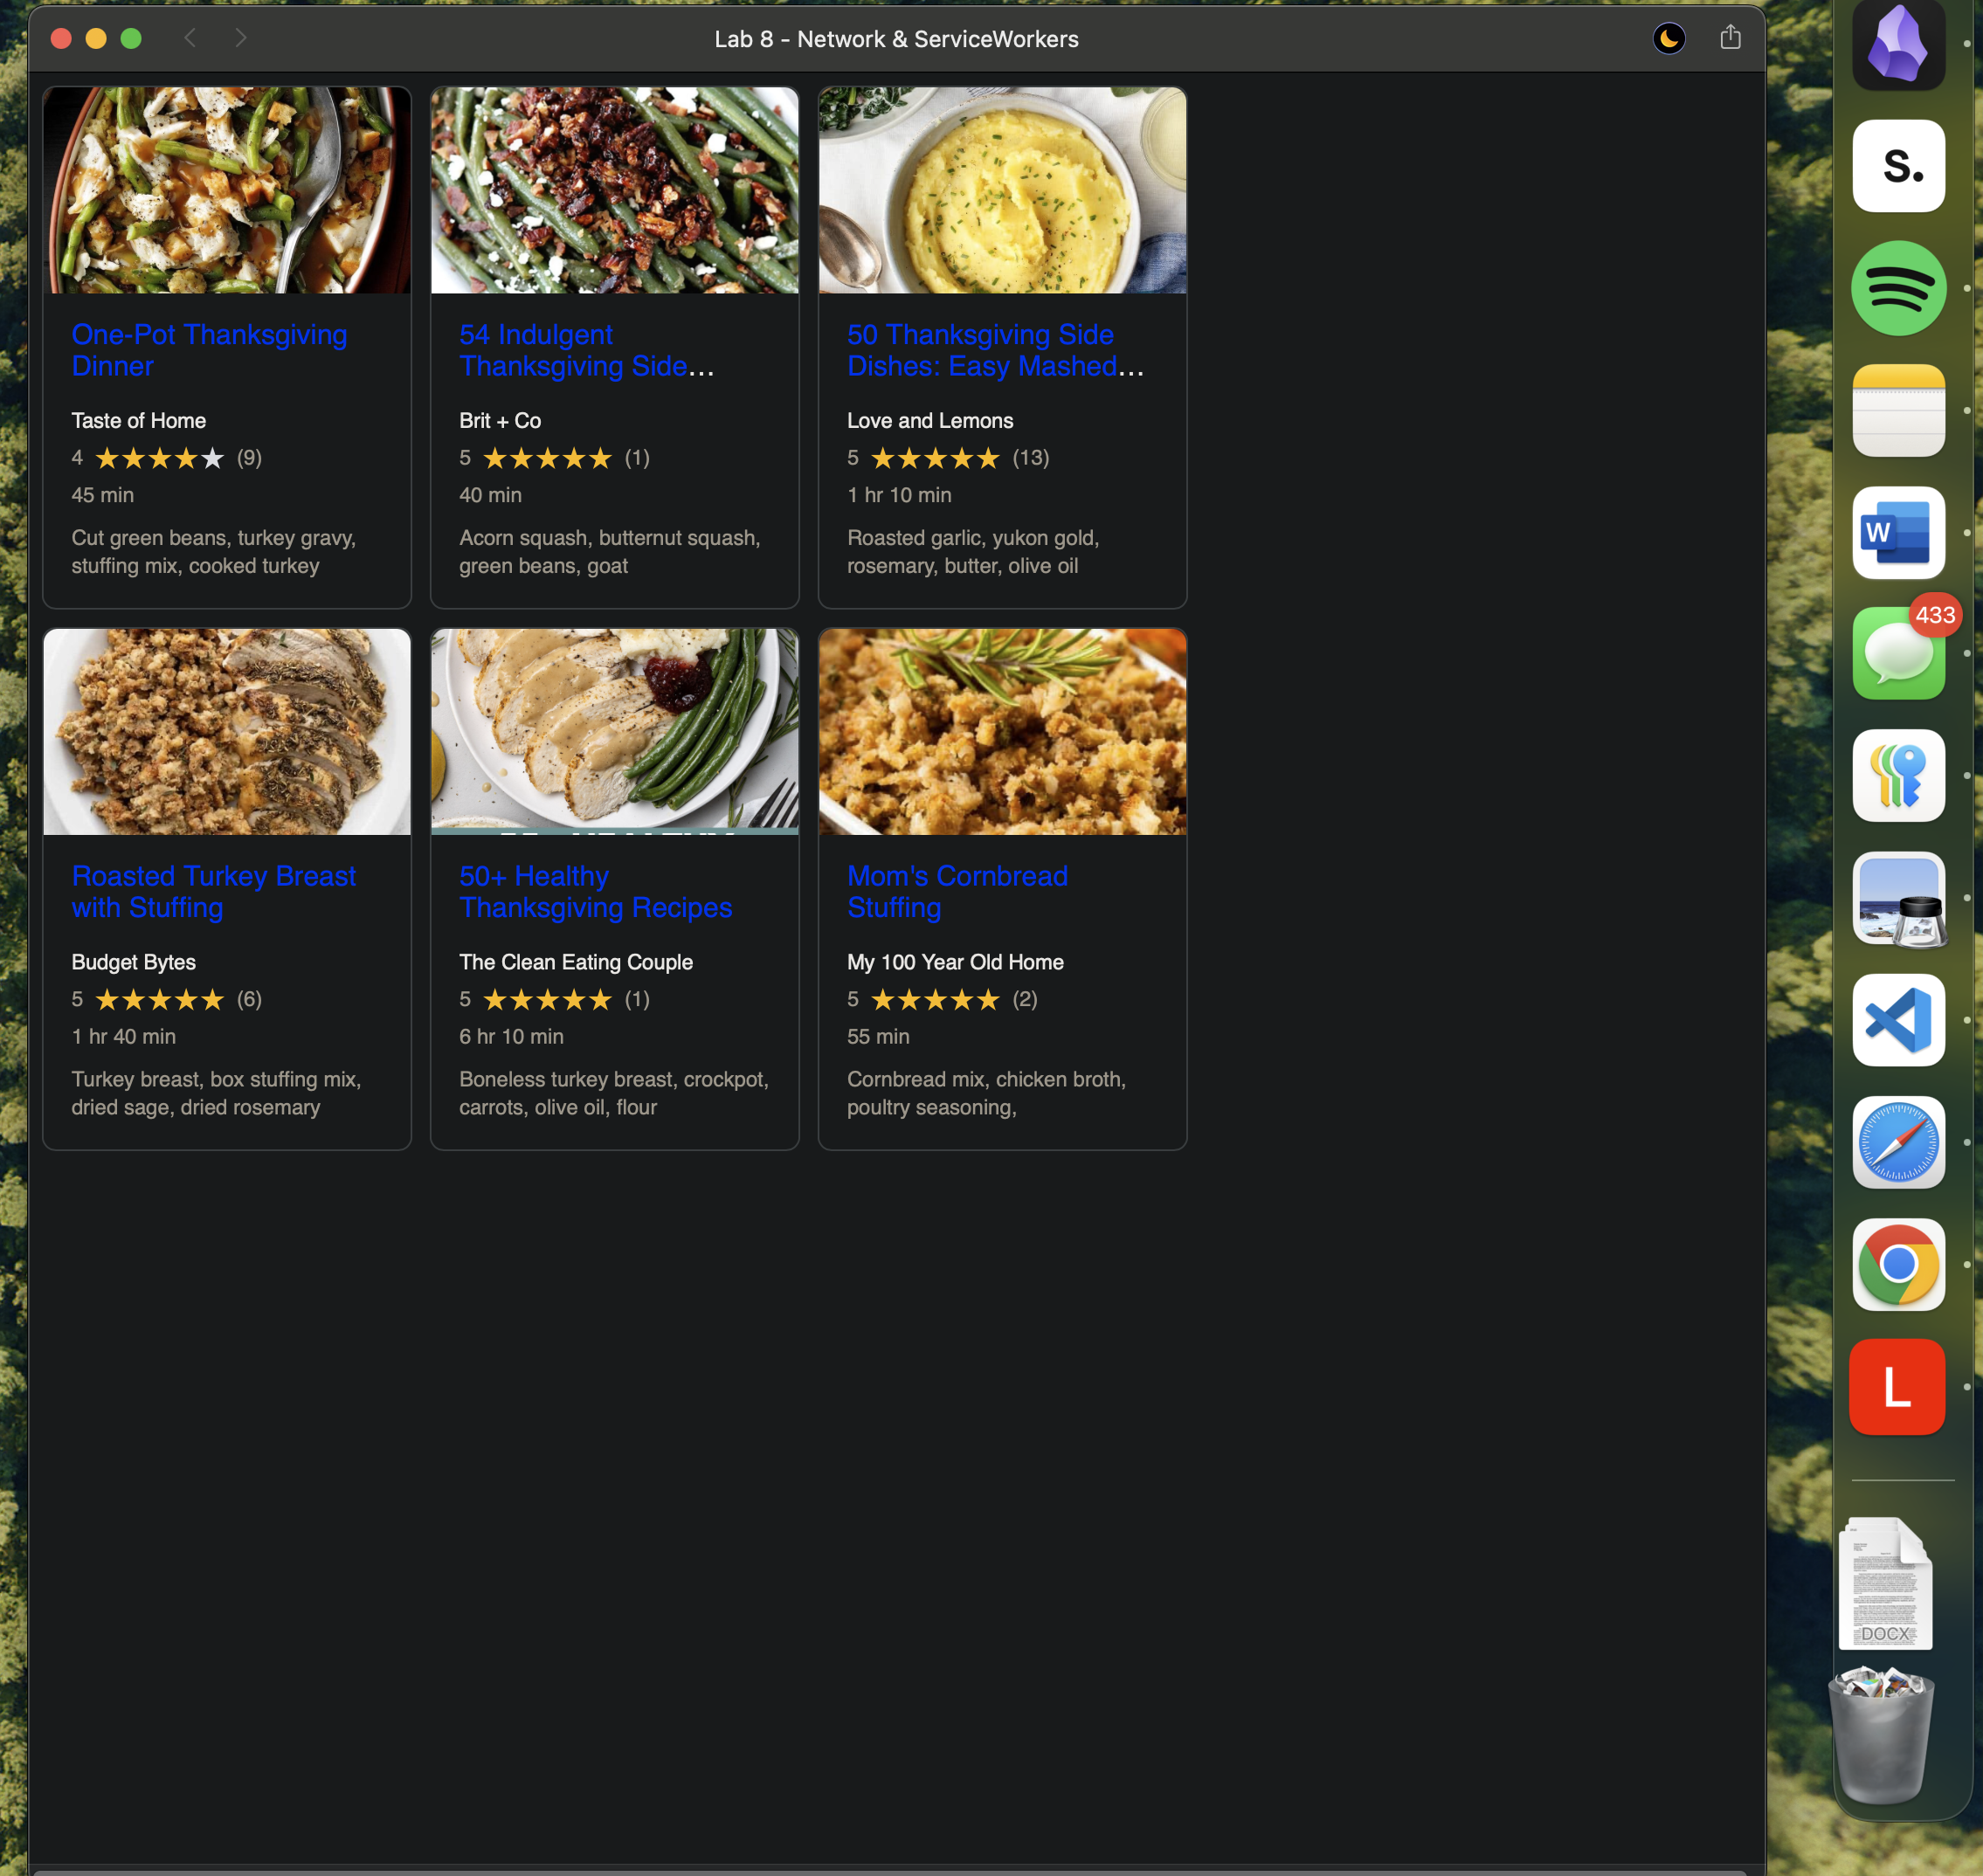 Lab 8 - Network & ServiceWorkers
One-Pot Thanksgiving
Dinner
Taste of Home
4 ★★★★★ (9)
45 min
Cut green beans, turkey gravy,
stuffing mix, cooked turkey
54 Indulgent
Thanksgiving Side...
Brit + Co
5 ★★★★★ (1)
40 min
Acorn squash, butternut squash,
green beans, goat
50 Thanksgiving Side
Dishes: Easy Mashed...
Love and Lemons
5 ★★★★★ (13)
1 hr 10 min
Roasted garlic, yukon gold,
rosemary, butter, olive oil
Roasted Turkey Breast
with Stuffing
Budget Bytes
5 ★★★★★ (6)
1 hr 40 min
Turkey breast, box stuffing mix,
dried sage, dried rosemary
50+ Healthy
Thanksgiving Recipes
The Clean Eating Couple
5 ★★★★★ (1)
6 hr 10 min
Boneless turkey breast, crockpot,
carrots, olive oil, flour
Mom's Cornbread
Stuffing
My 100 Year Old Home
5 ★★★★★ (2)
55 min
Cornbread mix, chicken broth,
poultry seasoning,
S.
W
433
L
DOCX